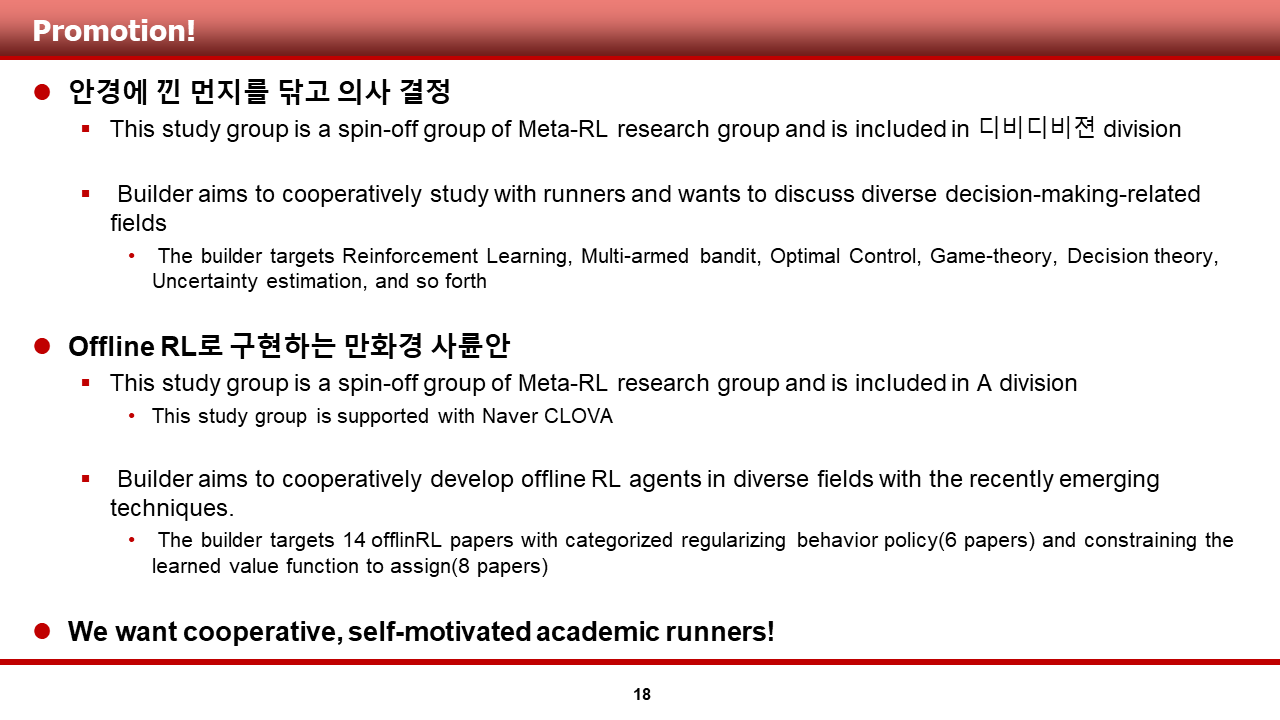 Promotion!
안경에 낀 먼지를 닦고 의사 결정
This study group is a spin-off group of Meta-RL research group and is included in 디비디비젼 division
Builder aims to cooperatively study with runners and wants to discuss diverse decision-making-related
fields
The builder targets Reinforcement Learning, Multi-armed bandit, Optimal Control, Game-theory, Decision theory,
Uncertainty estimation, and so forth
Offline RL로 구현하는 만화경 사륜안
This study group is a spin-off group of Meta-RL research group and is included in A division
This study group is supported with Naver CLOVA
Builder aims to cooperatively develop offline RL agents in diverse fields with the recently emerging
techniques.
The builder targets 14 offlinRL papers with categorized regularizing behavior policy(6 papers) and constraining the
learned value function to assign(8 papers)
We want cooperative, self-motivated academic runners!
18